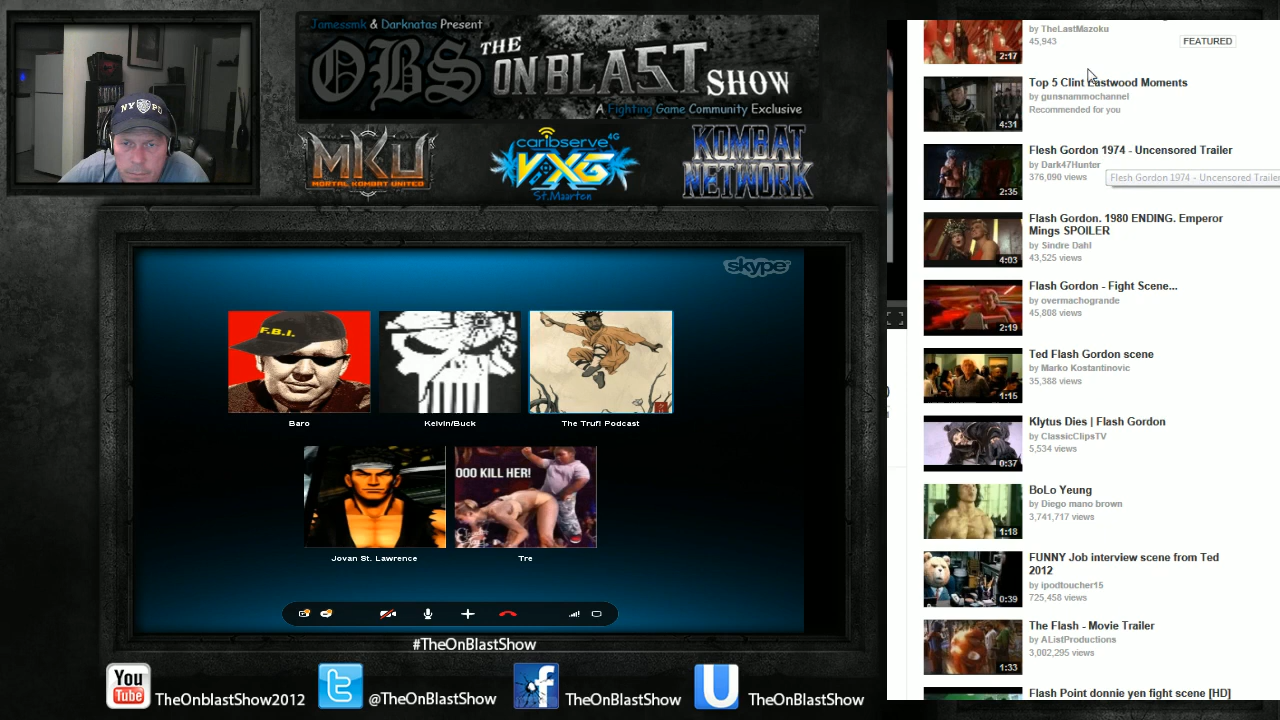 Jamessmk & Darknatas Present
OBS THE ON BLAST SHOW
A Fighting Game Community Exclusive
NYPD
MKU
MORTAL KOMBAT UNITED
caribserve 4G
VXG
St.Maarten
KOMBAT
NETWORK
skype
F.B.I.
Baro
Kelvin/Buck
The Truf! Podcast
OOO KILL HER!
Jovan St. Lawrence
Tre
#TheOnBlastShow
You
Tube
TheOnblastShow2012
@TheOnBlastShow
TheOnBlastShow
TheOnBlastShow
by TheLastMazoku
45,943
2:17
FEATURED
Top 5 Clint Eastwood Moments
by gunsnammochannel
Recommended for you
4:31
Flesh Gordon 1974 - Uncensored Trailer
by Dark47Hunter
376,090 views
2:35
Flesh Gordon 1974 - Uncensored Trailer
Flash Gordon. 1980 ENDING. Emperor
Mings SPOILER
by Sindre Dahl
43,525 views
4:03
Flash Gordon - Fight Scene...
by overmachogrande
45,808 views
2:19
Ted Flash Gordon scene
by Marko Kostantinovic
35,388 views
1:15
Klytus Dies | Flash Gordon
by ClassicClipsTV
5,534 views
0:37
BoLo Yeung
by Diego mano brown
3,741,717 views
1:18
FUNNY Job interview scene from Ted
2012
by ipodtoucher15
725,458 views
0:39
The Flash - Movie Trailer
by AListProductions
3,002,295 views
1:33
Flash Point donnie yen fight scene [HD]